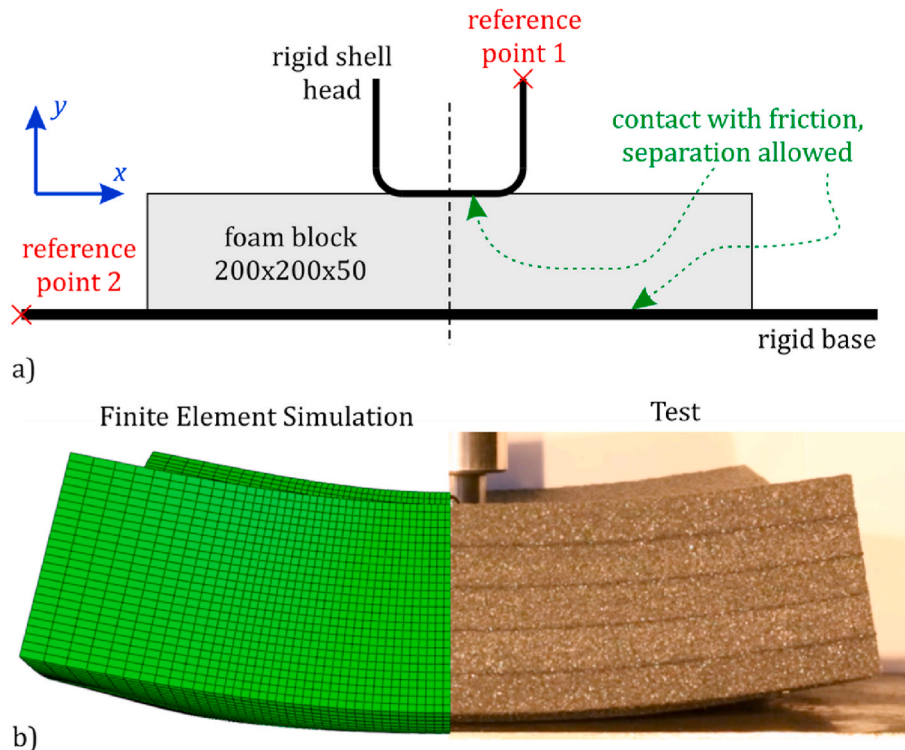 reference
point 1
rigid shell
head
y
x
contact with friction,
separation allowed
foam block
200x200x50
reference
point 2
rigid base
a)
Finite Element Simulation
Test
b)